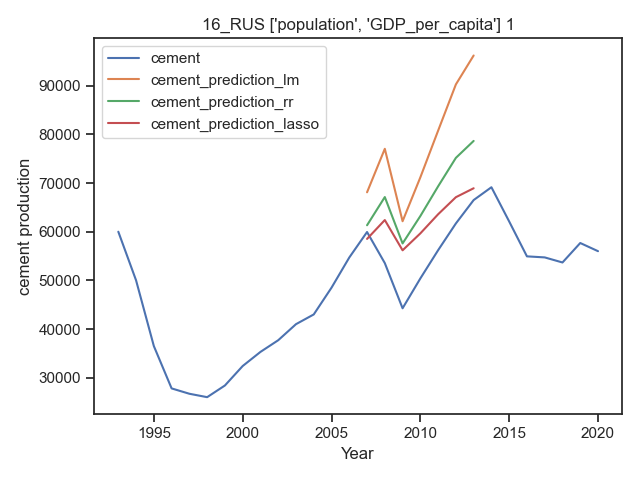 16_RUS ['population', 'GDP_per_capita'] 1
cement
cement_prediction_lm
cement_prediction_rr
cement_prediction_lasso
cement production
90000
80000
70000
60000
50000
40000
30000
1995
2000
2005
2010
2015
2020
Year